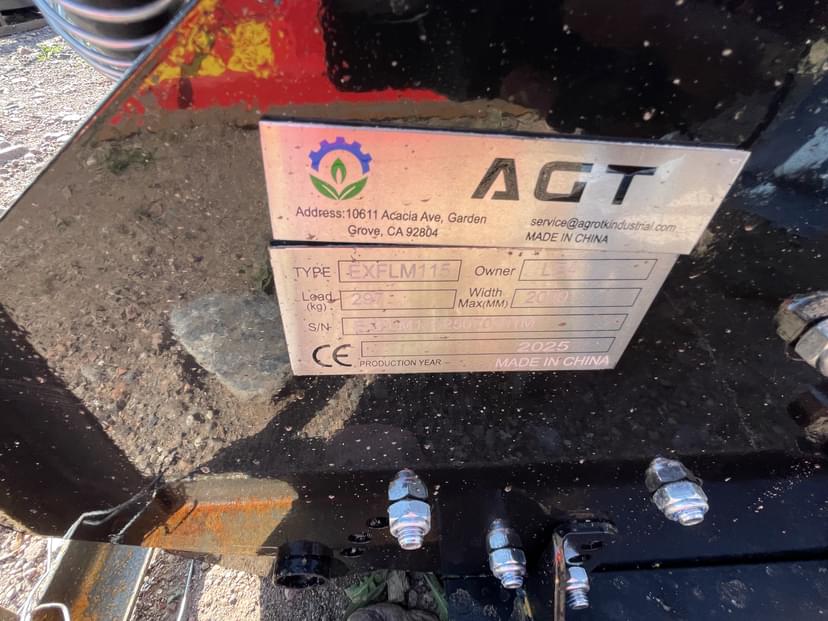 AGT
Address:10611 Acacia Ave, Garden
Grove, CA 92804
service@agrotkindustrial.com
MADE IN CHINA
TYPE EXFLM115 Owner
Load (kg) 297 Width Max(MM)
S/N
CE 2025
PRODUCTION YEAR MADE IN CHINA